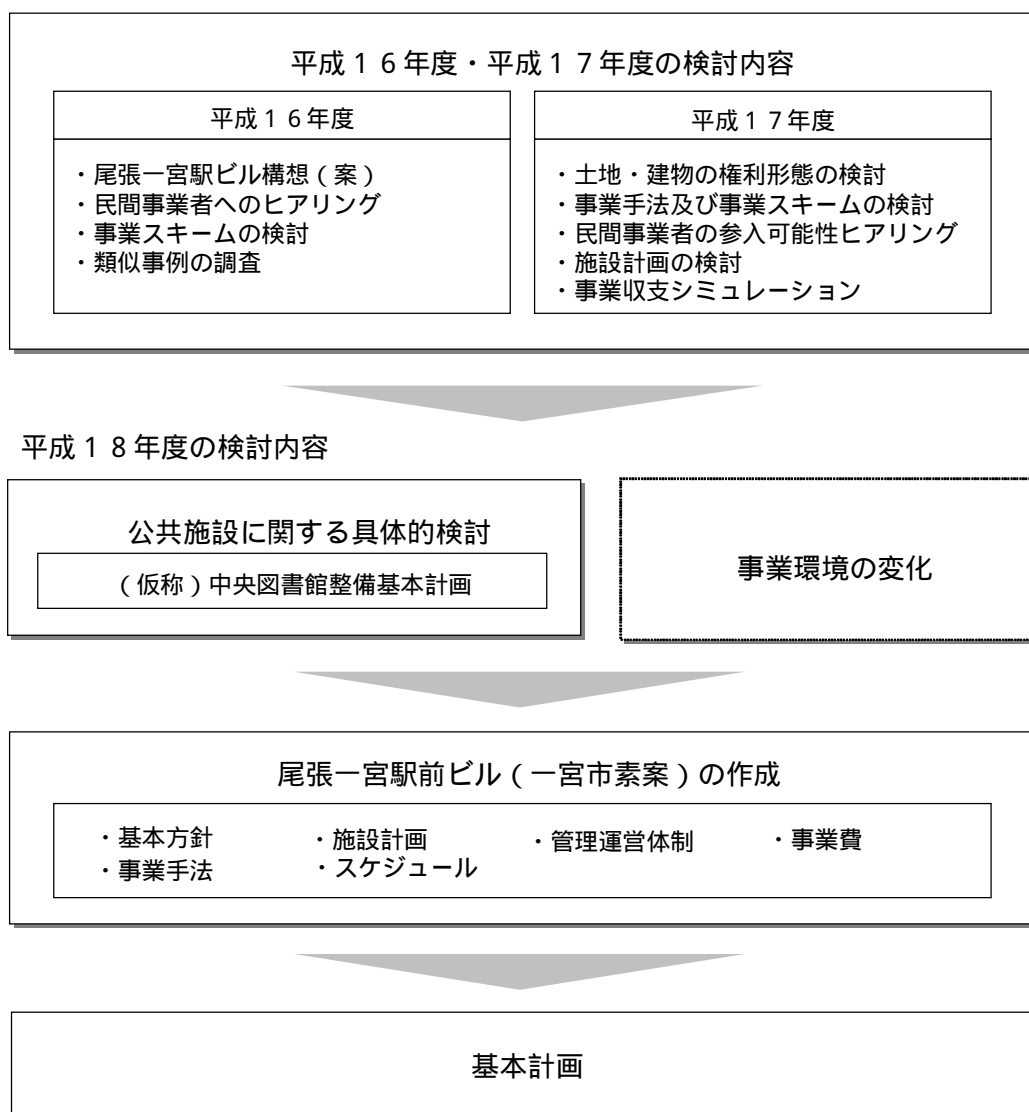 平成１６年度・平成１７年度の検討内容
平成１６年度
・尾張一宮駅ビル構想（案）
・民間事業者へのヒアリング
・事業スキームの検討
・類似事例の調査
平成１７年度
・土地・建物の権利形態の検討
・事業手法及び事業スキームの検討
・民間事業者の参入可能性ヒアリング
・施設計画の検討
・事業収支シミュレーション
平成１８年度の検討内容
公共施設に関する具体的検討
（仮称）中央図書館整備基本計画
事業環境の変化
尾張一宮駅前ビル（一宮市素案）の作成
・基本方針 ・施設計画 ・管理運営体制 ・事業費
・事業手法 ・スケジュール
基本計画